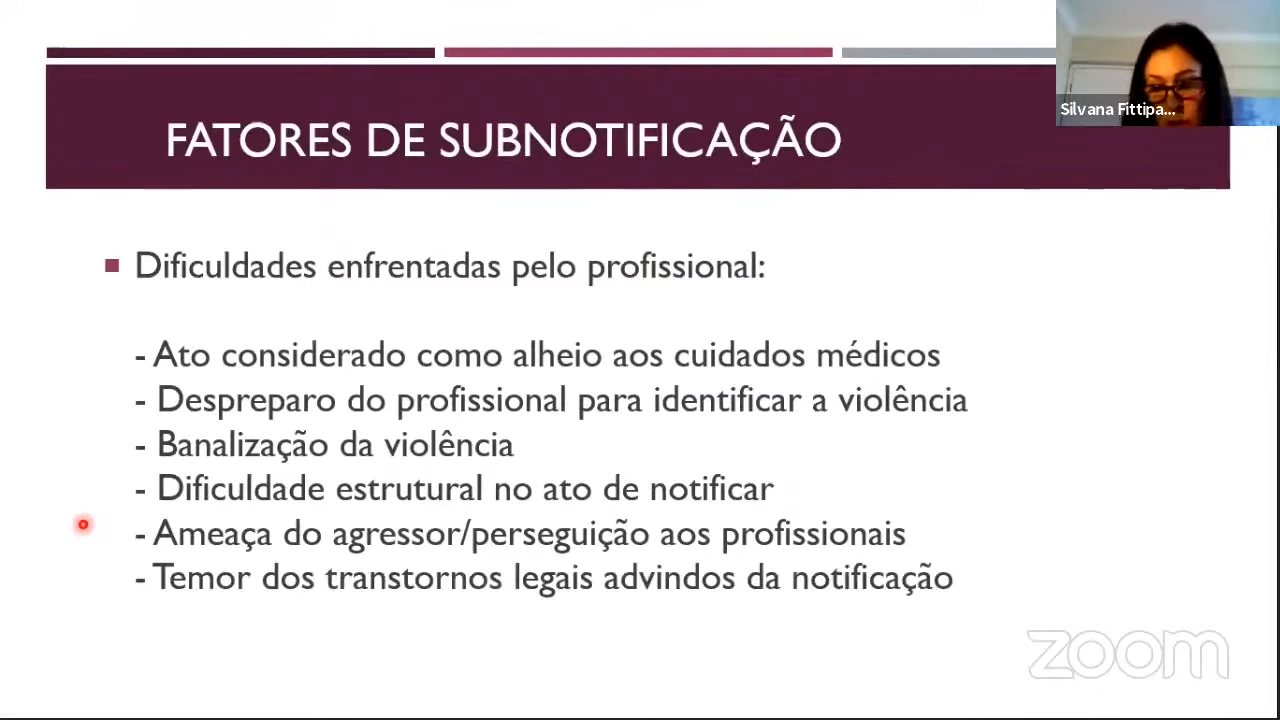 Silvana Fittipa...
FATORES DE SUBNOTIFICAÇÃO
Dificuldades enfrentadas pelo profissional:
- Ato considerado como alheio aos cuidados médicos
- Despreparo do profissional para identificar a violência
- Banalização da violência
- Dificuldade estrutural no ato de notificar
- Ameaça do agressor/perseguição aos profissionais
- Temor dos transtornos legais advindos da notificação
zoom